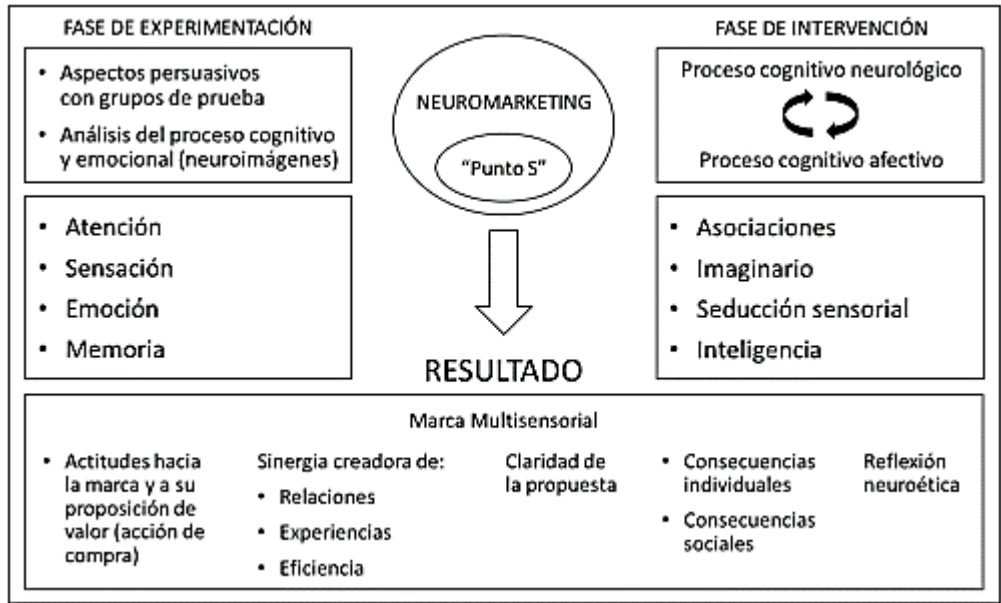 FASE DE EXPERIMENTACIÓN
• Aspectos persuasivos
con grupos de prueba
• Análisis del proceso cognitivo
y emocional (neuroimágenes)
• Atención
• Sensación
• Emoción
• Memoria
NEUROMARKETING
“Punto S”
FASE DE INTERVENCIÓN
Proceso cognitivo neurológico
Proceso cognitivo afectivo
• Asociaciones
• Imaginario
• Seducción sensorial
• Inteligencia
RESULTADO
Marca Multisensorial
• Actitudes hacia
la marca y a su
proposición de
valor (acción de
compra)
Sinergia creadora de:
• Relaciones
• Experiencias
• Eficiencia
Claridad de
la propuesta
• Consecuencias
individuales
• Consecuencias
sociales
Reflexión
neuroética